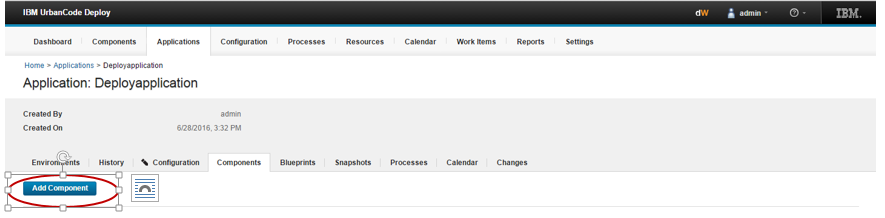 IBM UrbanCode Deploy dW admin IBM.
Dashboard Components Applications Configuration Processes Resources Calendar Work Items Reports Settings
Home > Applications > Deployapplication
Application: Deployapplication
Created By admin
Created On 6/28/2016, 3:32 PM
Environments History Configuration Components Blueprints Snapshots Processes Calendar Changes
Add Component